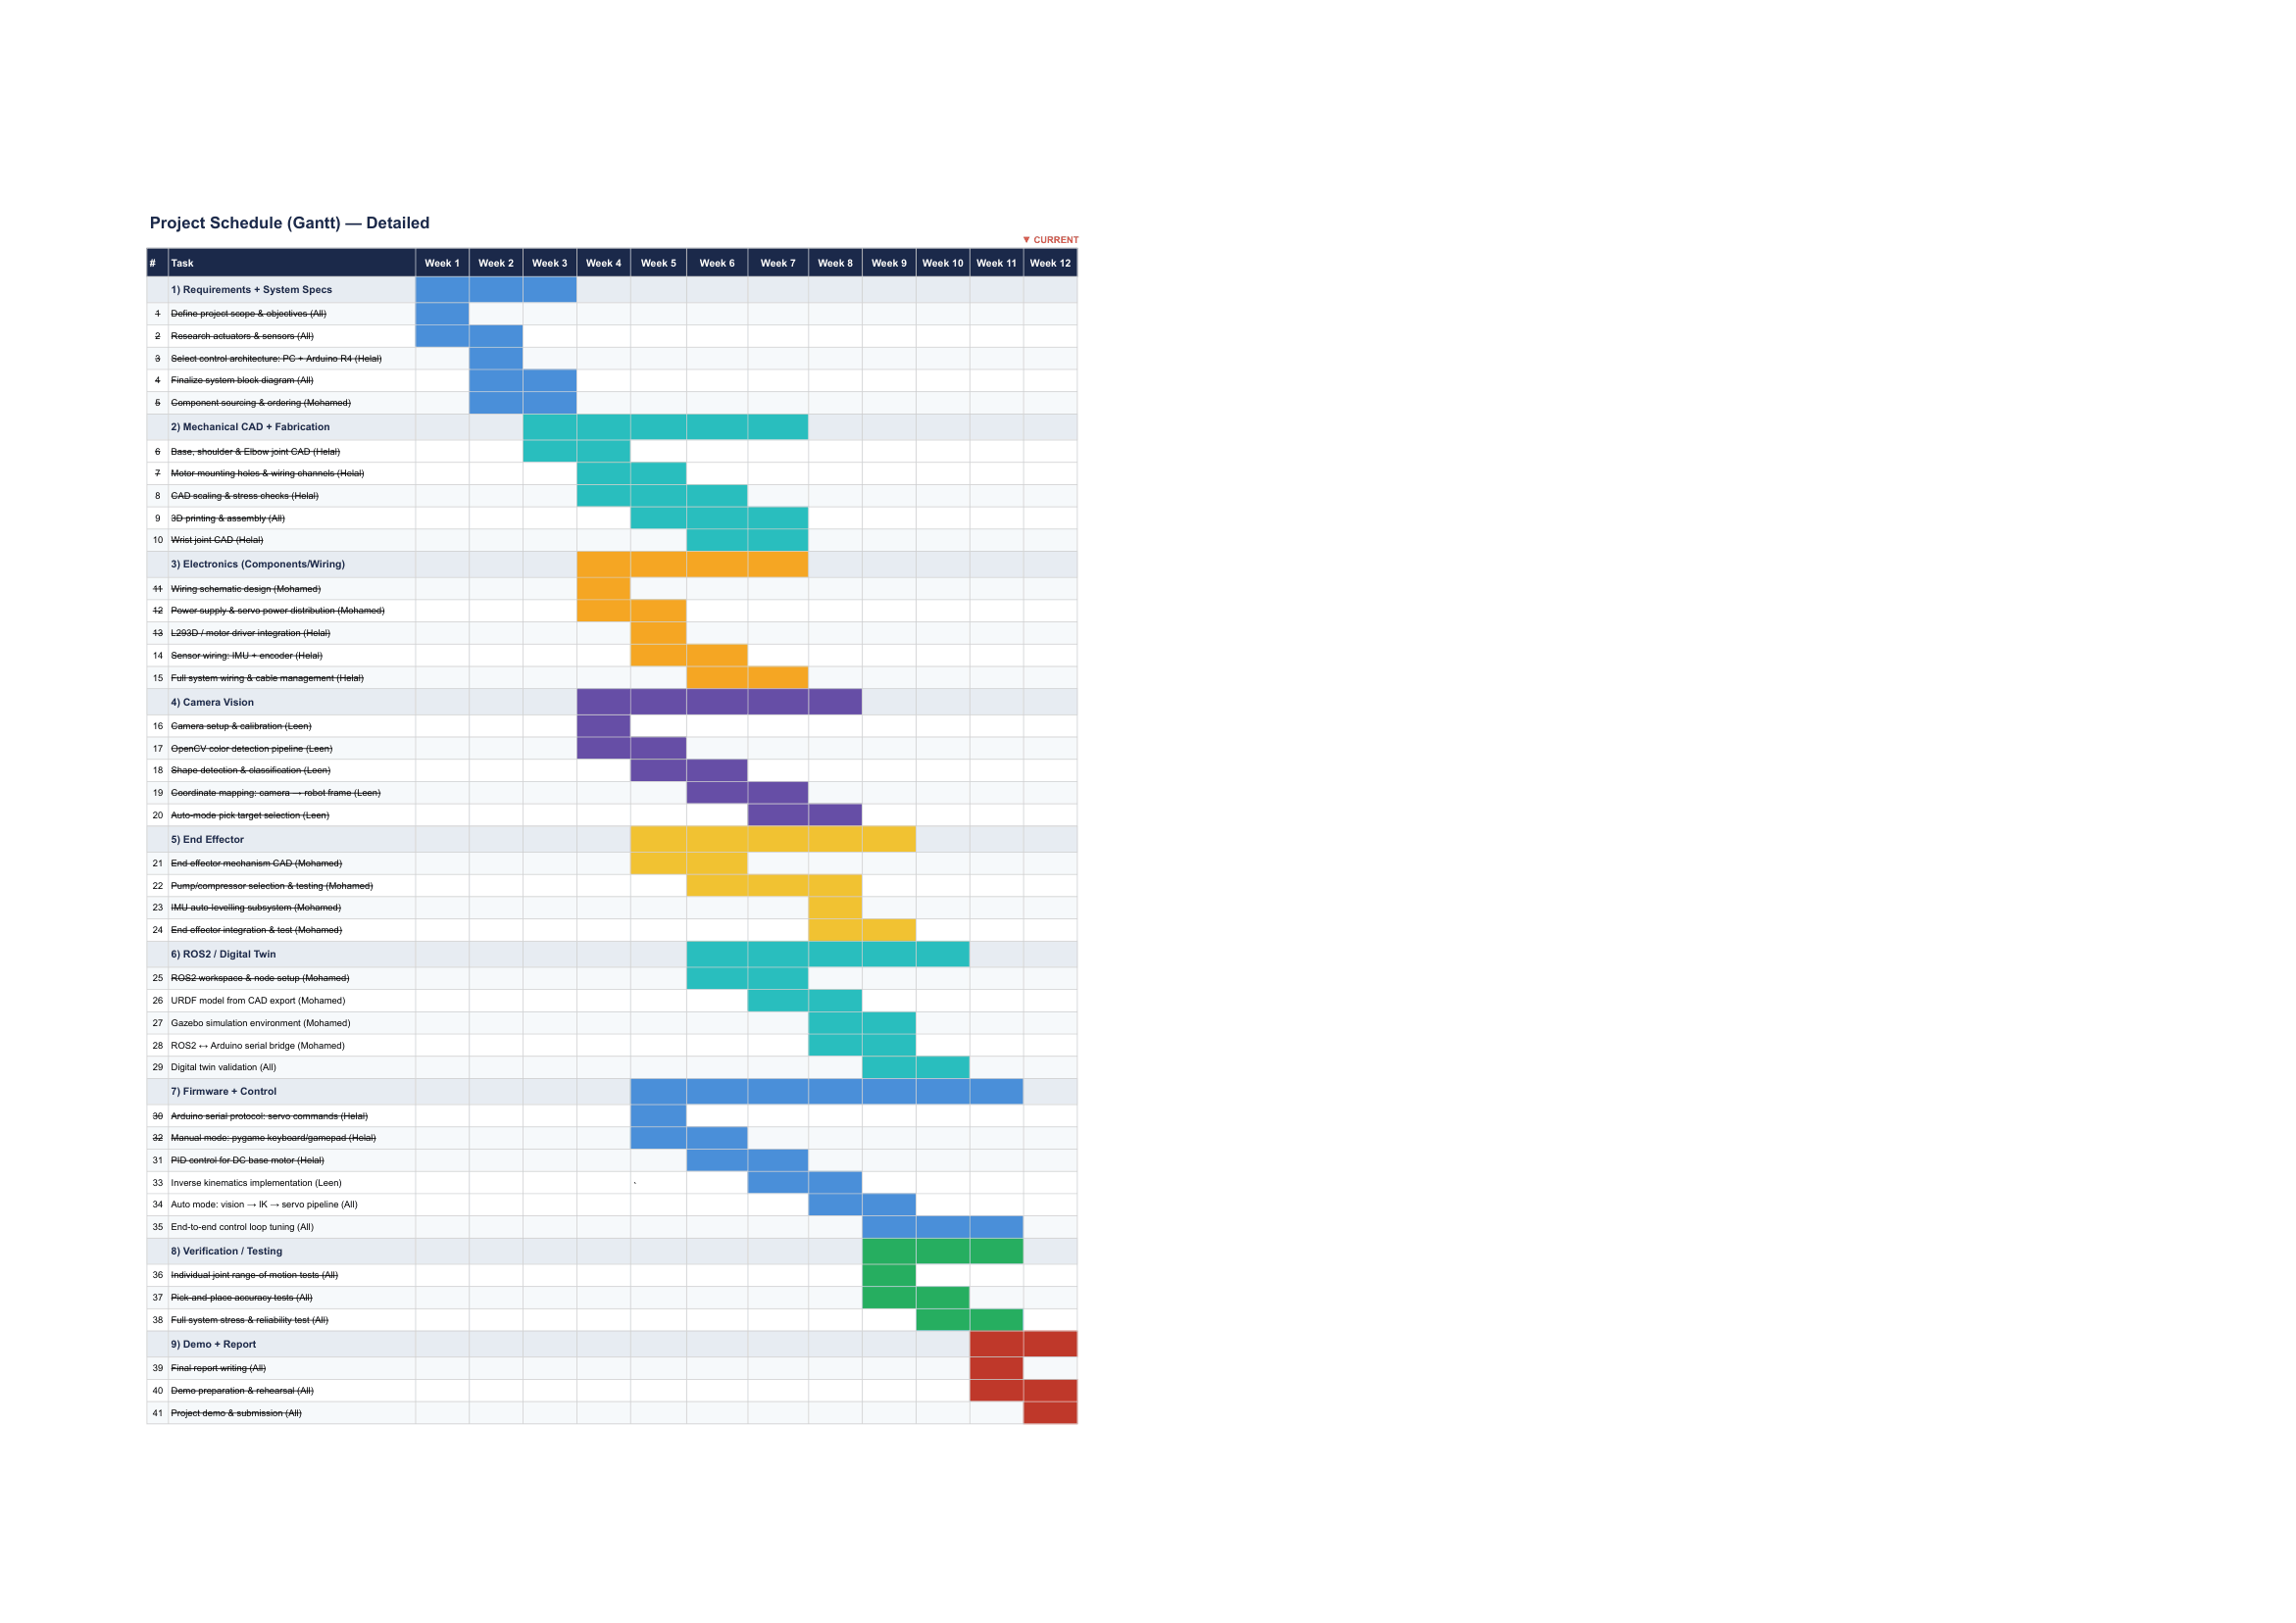 Project Schedule (Gantt) — Detailed
▼ CURRENT
# Task Week 1 Week 2 Week 3 Week 4 Week 5 Week 6 Week 7 Week 8 Week 9 Week 10 Week 11 Week 12
1) Requirements + System Specs
1 Define project scope & objectives (All)
2 Research actuators & sensors (All)
3 Select control architecture: PC + Arduino R4 (Helal)
4 Finalize system block diagram (All)
5 Component sourcing & ordering (Mohamed)
2) Mechanical CAD + Fabrication
6 Base, shoulder & Elbow joint CAD (Helal)
7 Motor mounting holes & wiring channels (Helal)
8 CAD scaling & stress checks (Helal)
9 3D printing & assembly (All)
10 Wrist joint CAD (Helal)
3) Electronics (Components/Wiring)
11 Wiring schematic design (Mohamed)
12 Power supply & servo power distribution (Mohamed)
13 L293D / motor driver integration (Helal)
14 Sensor wiring: IMU + encoder (Helal)
15 Full system wiring & cable management (Helal)
4) Camera Vision
16 Camera setup & calibration (Leen)
17 OpenCV color detection pipeline (Leen)
18 Shape detection & classification (Leen)
19 Coordinate mapping: camera → robot frame (Leen)
20 Auto-mode pick target selection (Leen)
5) End Effector
21 End effector mechanism CAD (Mohamed)
22 Pump/compressor selection & testing (Mohamed)
23 IMU auto-levelling subsystem (Mohamed)
24 End effector integration & test (Mohamed)
6) ROS2 / Digital Twin
25 ROS2 workspace & node setup (Mohamed)
26 URDF model from CAD export (Mohamed)
27 Gazebo simulation environment (Mohamed)
28 ROS2 ↔ Arduino serial bridge (Mohamed)
29 Digital twin validation (All)
7) Firmware + Control
30 Arduino serial protocol: servo commands (Helal)
32 Manual mode: pygame keyboard/gamepad (Helal)
31 PID control for DC base motor (Helal)
33 Inverse kinematics implementation (Leen) `
34 Auto mode: vision → IK → servo pipeline (All)
35 End-to-end control loop tuning (All)
8) Verification / Testing
36 Individual joint range-of-motion tests (All)
37 Pick-and-place accuracy tests (All)
38 Full system stress & reliability test (All)
9) Demo + Report
39 Final report writing (All)
40 Demo preparation & rehearsal (All)
41 Project demo & submission (All)